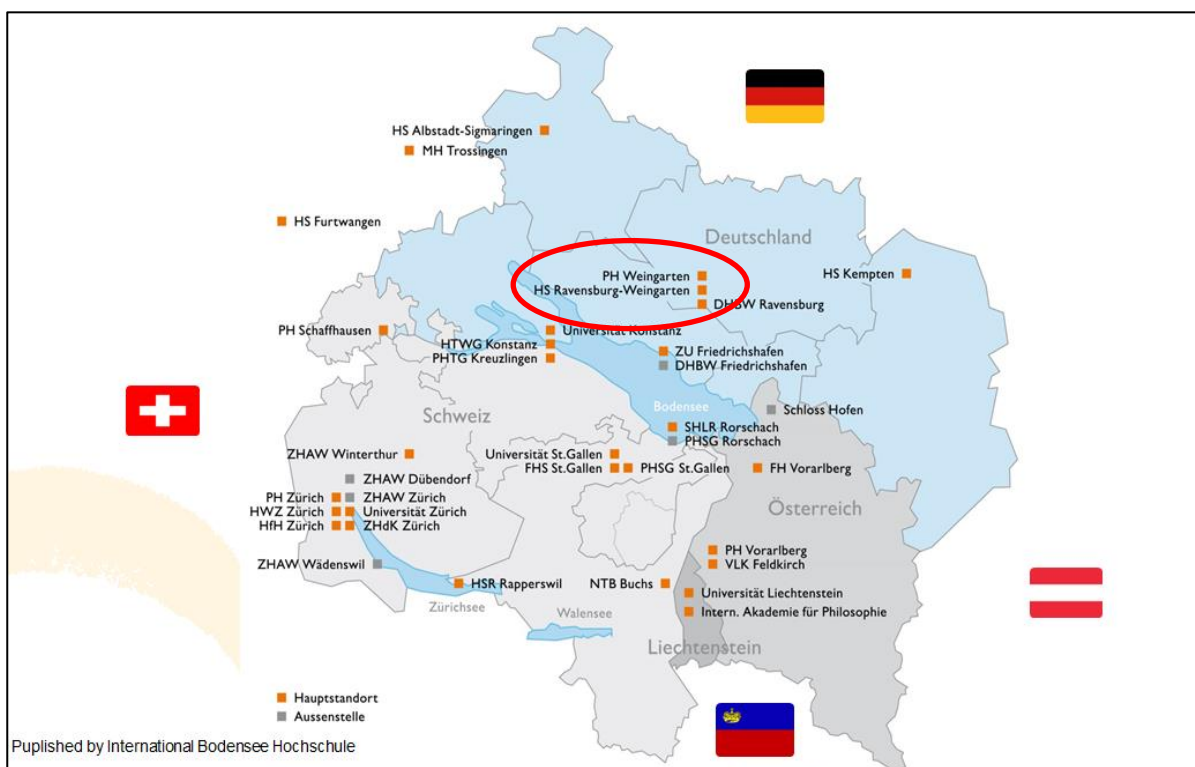 HS Albstadt-Sigmaringen
MH Trossingen
HS Furtwangen
Deutschland
PH Weingarten
HS Kempten
HS Ravensburg-Weingarten
DHBW Ravensburg
PH Schaffhausen
Universität Konstanz
HTWG Konstanz
PHTG Kreuzlingen
ZU Friedrichshafen
DHBW Friedrichshafen
Schweiz
Bodensee
Schloss Hofen
SHLR Rorschach
PHSG Rorschach
ZHAW Winterthur
Universität St.Gallen
FHS St.Gallen
PHSG St.Gallen
FH Vorarlberg
ZHAW Dübendorf
PH Zürich
ZHAW Zürich
HWZ Zürich
Universität Zürich
HfH Zürich
ZHdK Zürich
Österreich
PH Vorarlberg
VLK Feldkirch
ZHAW Wädenswil
HSR Rapperswil
NTB Buchs
Universität Liechtenstein
Intern. Akademie für Philosophie
Zürichsee
Walensee
Liechtenstein
Hauptstandort
Aussenstelle
Puplished by International Bodensee Hochschule